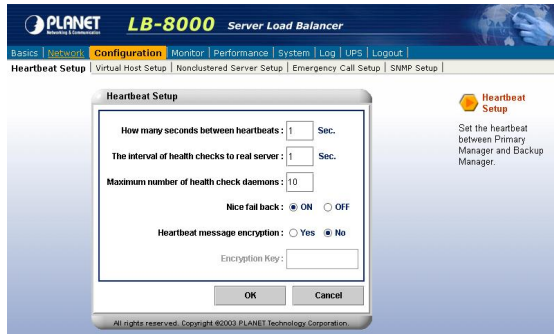 PLANET
Networking & Communication
LB-8000 Server Load Balancer
Basics | Network | Configuration | Monitor | Performance | System | Log | UPS | Logout |
Heartbeat Setup | Virtual Host Setup | Nonclustered Server Setup | Emergency Call Setup | SNMP Setup |
Heartbeat Setup
How many seconds between heartbeats : 1 Sec.
The interval of health checks to real server : 1 Sec.
Maximum number of health check daemons : 10
Nice fail back : ON OFF
Heartbeat message encryption : Yes No
Encryption Key :
OK Cancel
All rights reserved. Copyright ©2003 PLANET Technology Corporation.
Heartbeat
Setup
Set the heartbeat
between Primary
Manager and Backup
Manager.